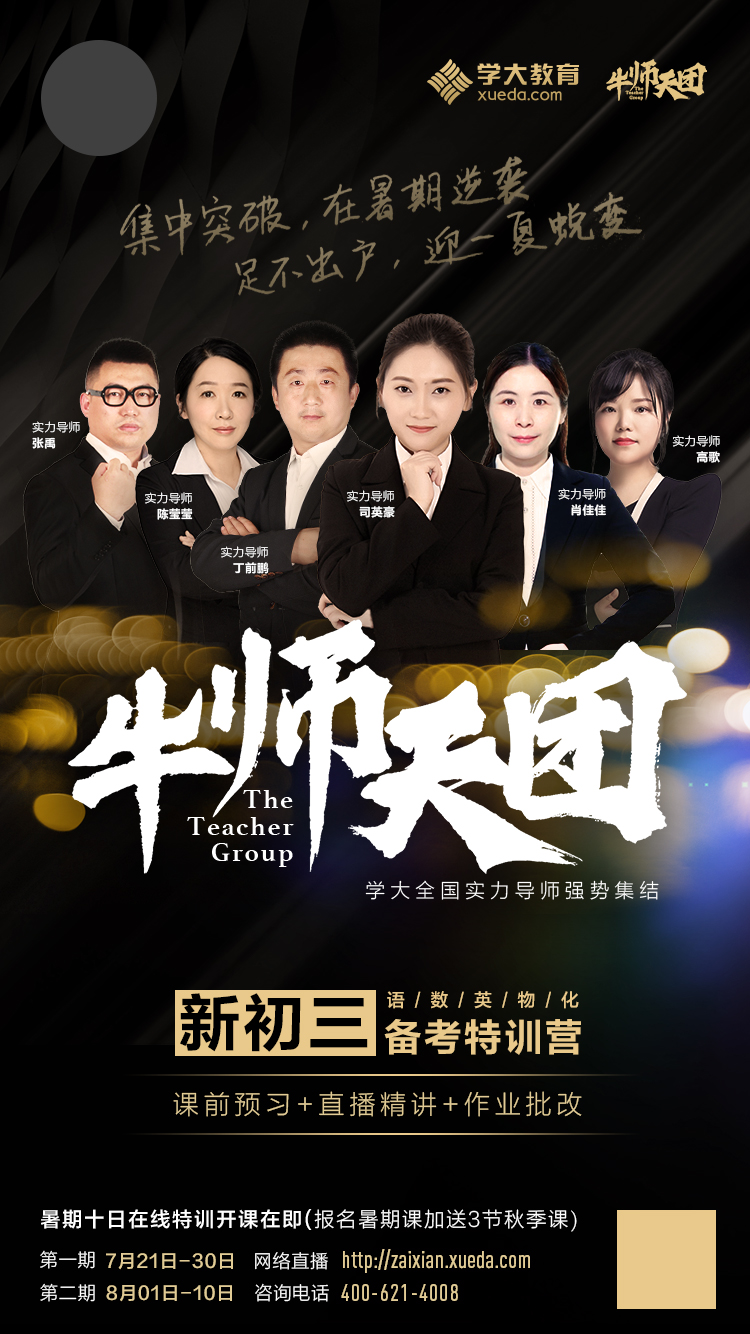 学大教育
xueda.com
牛师天团
The
Teacher
Group
集中突破，在暑期逆袭
足不出户，迎一夏蜕变
实力导师
张禹
实力导师
陈莹莹
实力导师
丁前鹏
实力导师
司英豪
实力导师
肖佳佳
实力导师
高歌
牛师天团
The
Teacher
Group
学大全国实力导师强势集结
新初三
语/数/英/物/化
备考特训营
课前预习+直播精讲+作业批改
暑期十日在线特训开课在即(报名暑期课加送3节秋季课)
第一期 7月21日-30日 网络直播 http://zaixian.xueda.com
第二期 8月01日-10日 咨询电话 400-621-4008